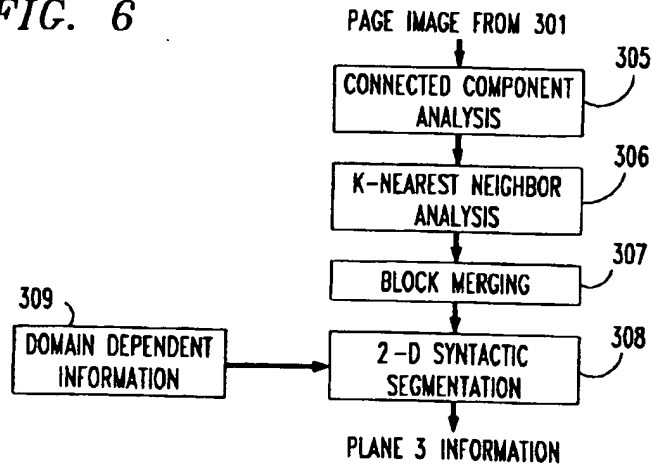 FIG. 6
PAGE IMAGE FROM 301
305
CONNECTED COMPONENT
ANALYSIS
306
K-NEAREST NEIGHBOR
ANALYSIS
307
BLOCK MERGING
309
308
DOMAIN DEPENDENT
INFORMATION
2-D SYNTACTIC
SEGMENTATION
PLANE 3 INFORMATION